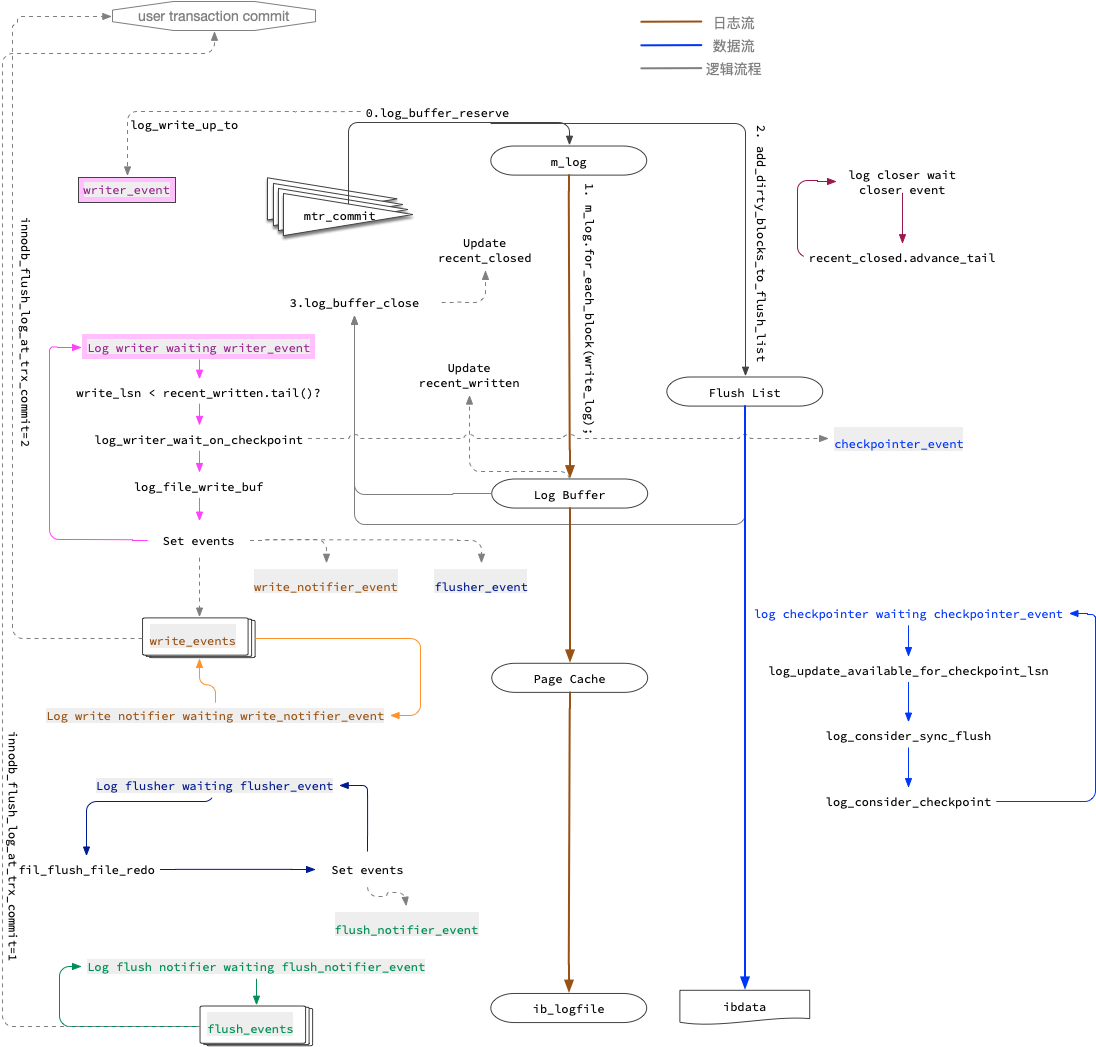 user transaction commit
日志流
数据流
逻辑流程
0.log_buffer_reserve
log_write_up_to
writer_event
m_log
mtr_commit
1. m_log.for_each_block(write_log);
2. add_dirty_blocks_to_flush_list
log closer wait
closer event
recent_closed.advance_tail
innodb_flush_log_at_trx_commit=2
Update
recent_closed
3.log_buffer_close
Log writer waiting writer_event
write_lsn < recent_written.tail()?
Update
recent_written
Flush List
log_writer_wait_on_checkpoint
checkpointer_event
log_file_write_buf
Log Buffer
Set events
write_notifier_event
flusher_event
write_events
log checkpointer waiting checkpointer_event
log_update_available_for_checkpoint_lsn
Page Cache
Log write notifier waiting write_notifier_event
log_consider_sync_flush
innodb_flush_log_at_trx_commit=1
Log flusher waiting flusher_event
log_consider_checkpoint
fil_flush_file_redo
Set events
flush_notifier_event
Log flush notifier waiting flush_notifier_event
ib_logfile
ibdata
flush_events